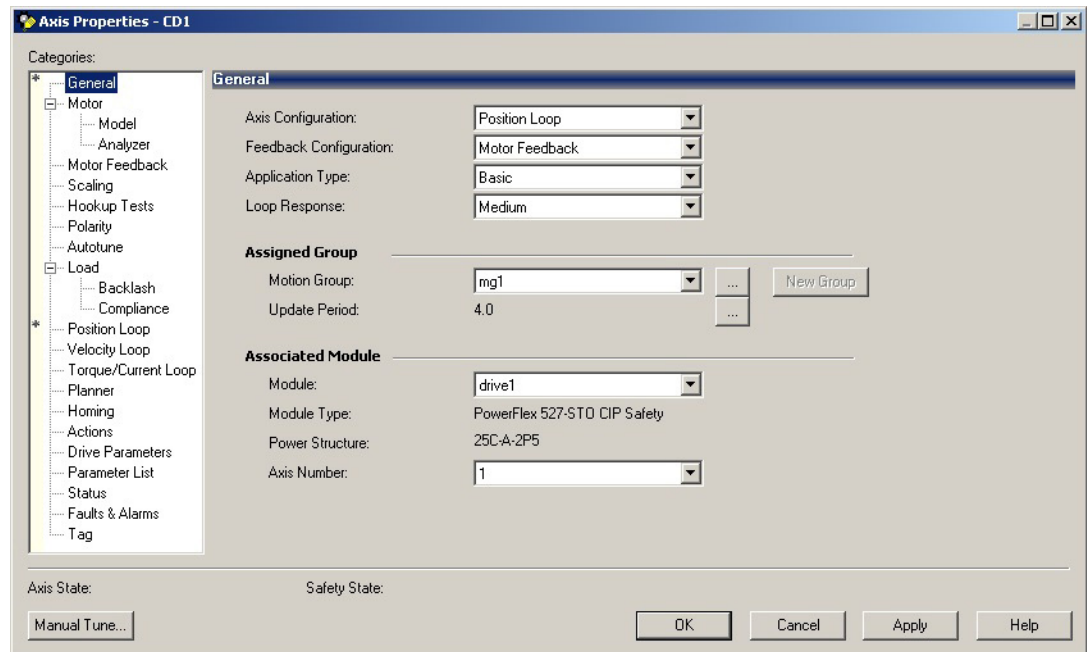 Axis Properties - CD1
Categories:
* General
Motor
Model
Analyzer
Motor Feedback
Scaling
Hookup Tests
Polarity
Autotune
Load
Backlash
Compliance
* Position Loop
Velocity Loop
Torque/Current Loop
Planner
Homing
Actions
Drive Parameters
Parameter List
Status
Faults & Alarms
Tag
General
Axis Configuration: Position Loop
Feedback Configuration: Motor Feedback
Application Type: Basic
Loop Response: Medium
Assigned Group
Motion Group: mg1 ... New Group
Update Period: 4.0 ...
Associated Module
Module: drive1
Module Type: PowerFlex 527-STO CIP Safety
Power Structure: 25C-A-2P5
Axis Number: 1
Axis State: Safety State:
Manual Tune... OK Cancel Apply Help